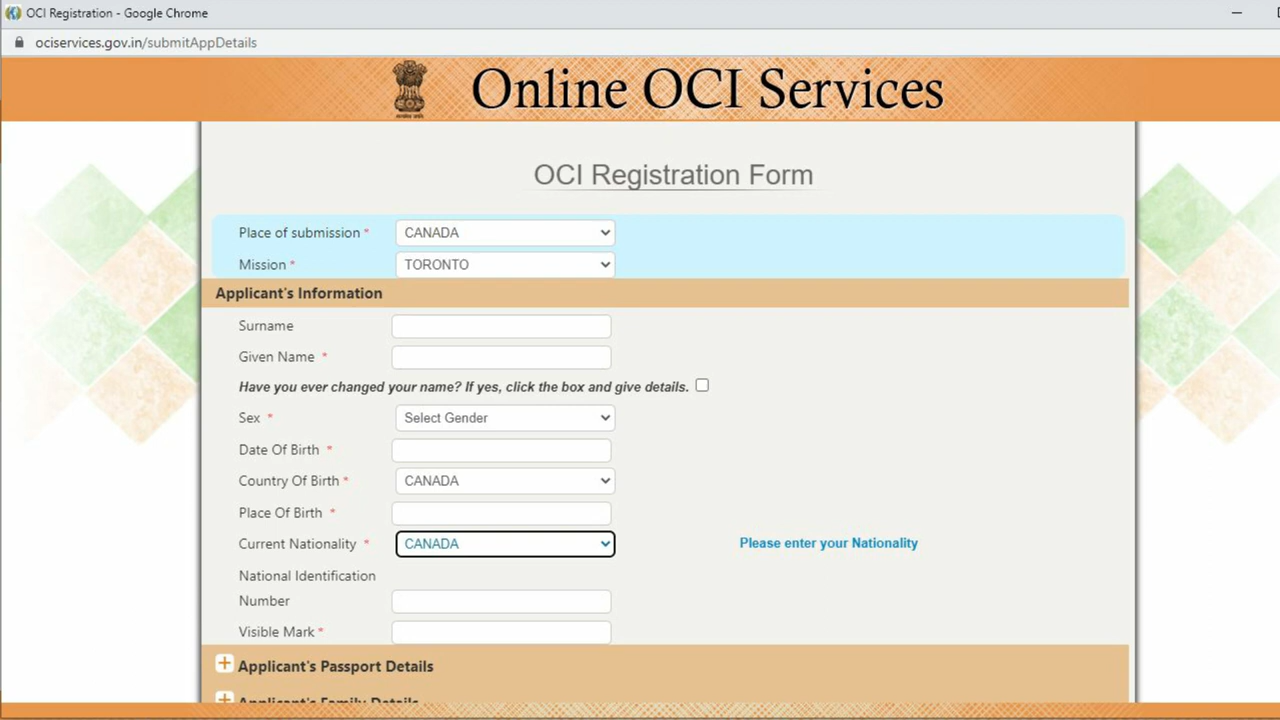 OCI Registration - Google Chrome
ociservices.gov.in/submitAppDetails
Online OCI Services
OCI Registration Form
Place of submission * CANADA
Mission * TORONTO
Applicant's Information
Surname
Given Name *
Have you ever changed your name? If yes, click the box and give details.
Sex * Select Gender
Date Of Birth *
Country Of Birth * CANADA
Place Of Birth *
Current Nationality * CANADA Please enter your Nationality
National Identification
Number
Visible Mark *
Applicant's Passport Details
Applicant's Family Details